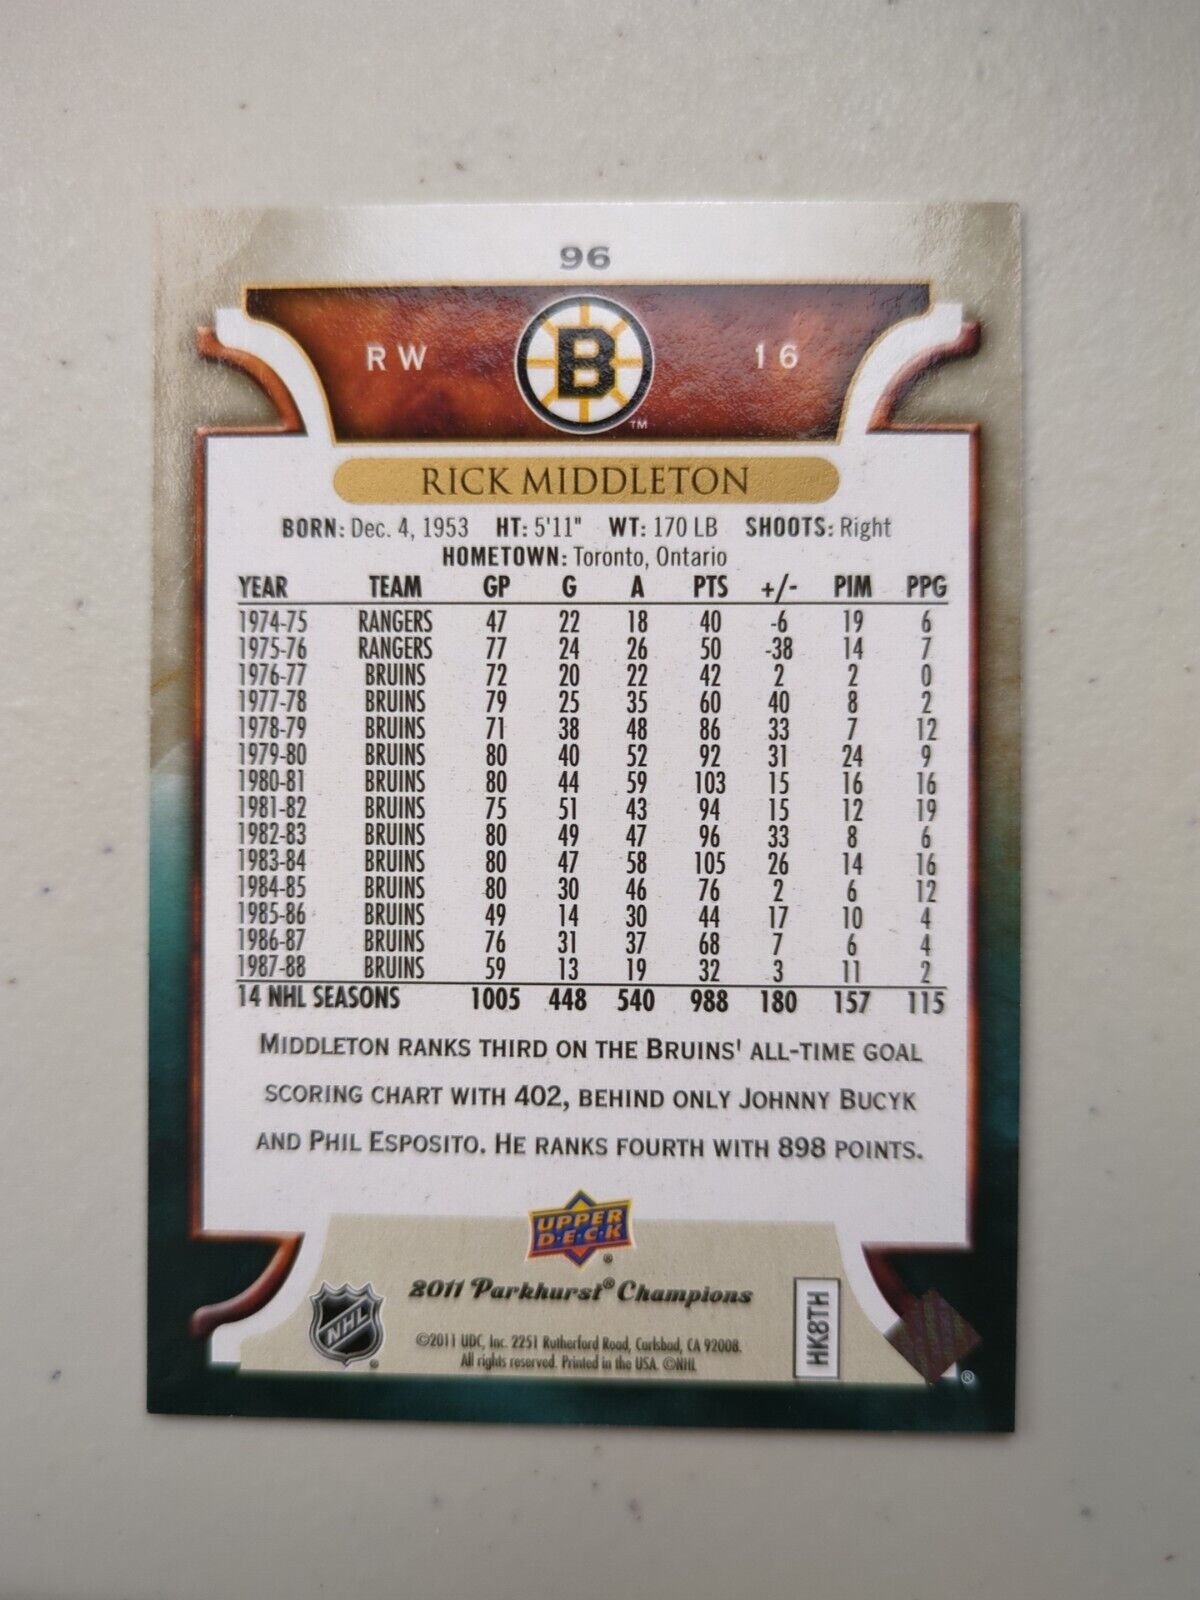 96
RW B 16
™
RICK MIDDLETON
BORN: Dec. 4, 1953 HT: 5'11" WT: 170 LB SHOOTS: Right
HOMETOWN: Toronto, Ontario
YEAR TEAM GP G A PTS +/- PIM PPG
1974-75 RANGERS 47 22 18 40 -6 19 6
1975-76 RANGERS 77 24 26 50 -38 14 7
1976-77 BRUINS 72 20 22 42 2 2 0
1977-78 BRUINS 79 25 35 60 40 8 2
1978-79 BRUINS 71 38 48 86 33 7 12
1979-80 BRUINS 80 40 52 92 31 24 9
1980-81 BRUINS 80 44 59 103 15 16 16
1981-82 BRUINS 75 51 43 94 15 12 19
1982-83 BRUINS 80 49 47 96 33 8 6
1983-84 BRUINS 80 47 58 105 26 14 16
1984-85 BRUINS 80 30 46 76 2 6 12
1985-86 BRUINS 49 14 30 44 17 10 4
1986-87 BRUINS 76 31 37 68 7 6 4
1987-88 BRUINS 59 13 19 32 3 11 2
14 NHL SEASONS 1005 448 540 988 180 157 115
MIDDLETON RANKS THIRD ON THE BRUINS' ALL-TIME GOAL
SCORING CHART WITH 402, BEHIND ONLY JOHNNY BUCYK
AND PHIL ESPOSITO. HE RANKS FOURTH WITH 898 POINTS.
UPPER
D·E·C·K
®
2011 Parkhurst® Champions
NHL ®
©2011 UDC, Inc. 2251 Rutherford Road, Carlsbad, CA 92008.
All rights reserved. Printed in the USA. ©NHL
HK8TH
®